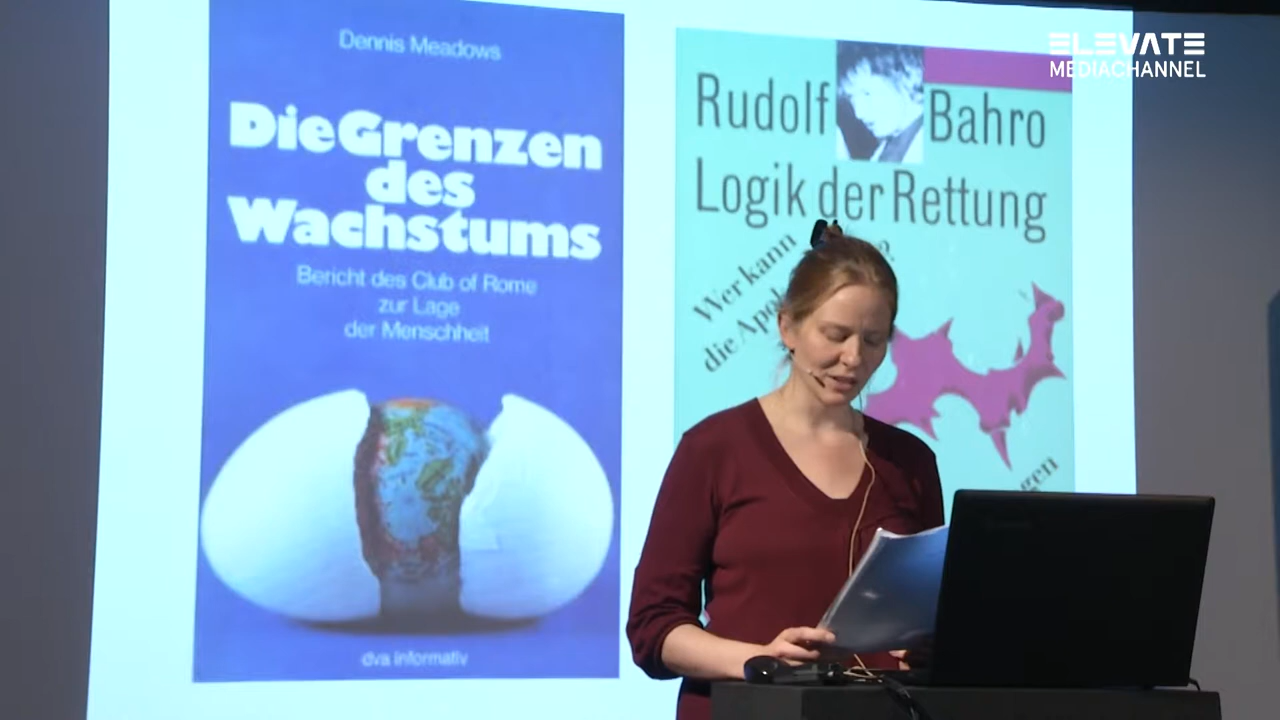 Dennis Meadows
Die Grenzen
des
Wachstums
Bericht des Club of Rome
zur Lage
der Menschheit
dva informativ
Rudolf Bahro
Logik der Rettung
Wer kann
die
ELEVATE
MEDIACHANNEL